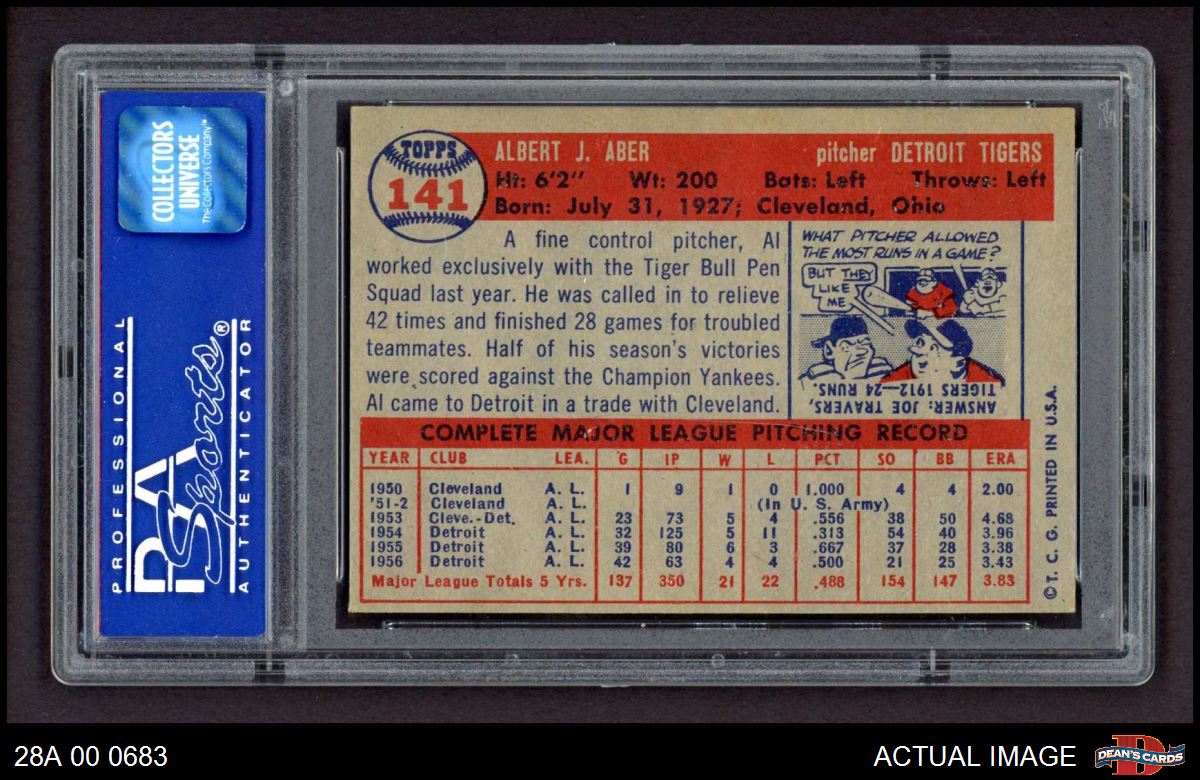 COLLECTORS
UNIVERSE
The Collectors Company™
PROFESSIONAL
PSA
Sports®
AUTHENTICATOR
TOPPS
141
ALBERT J. ABER pitcher DETROIT TIGERS
Ht: 6'2" Wt: 200 Bats: Left Throws: Left
Born: July 31, 1927; Cleveland, Ohio
A fine control pitcher, Al
worked exclusively with the Tiger Bull Pen
Squad last year. He was called in to relieve
42 times and finished 28 games for troubled
teammates. Half of his season's victories
were scored against the Champion Yankees.
Al came to Detroit in a trade with Cleveland.
WHAT PITCHER ALLOWED
THE MOST RUNS IN A GAME?
BUT THEY
LIKE
ME
ANSWER: JOE TRAVERS,
TIGERS 1912—24 RUNS.
COMPLETE MAJOR LEAGUE PITCHING RECORD
YEAR CLUB LEA. G IP W L PCT SO BB ERA
1950 Cleveland A. L. 1 9 1 0 1.000 4 4 2.00
'51-2 Cleveland A. L. (In U. S. Army)
1953 Cleve.-Det. A. L. 23 73 5 4 .556 38 50 4.68
1954 Detroit A. L. 32 125 5 11 .313 54 40 3.96
1955 Detroit A. L. 39 80 6 3 .667 37 28 3.38
1956 Detroit A. L. 42 63 4 4 .500 21 25 3.43
Major League Totals 5 Yrs. 137 350 21 22 .488 154 147 3.83
© T. C. G. PRINTED IN U.S.A.
28A 00 0683
ACTUAL IMAGE
DEAN'S CARDS